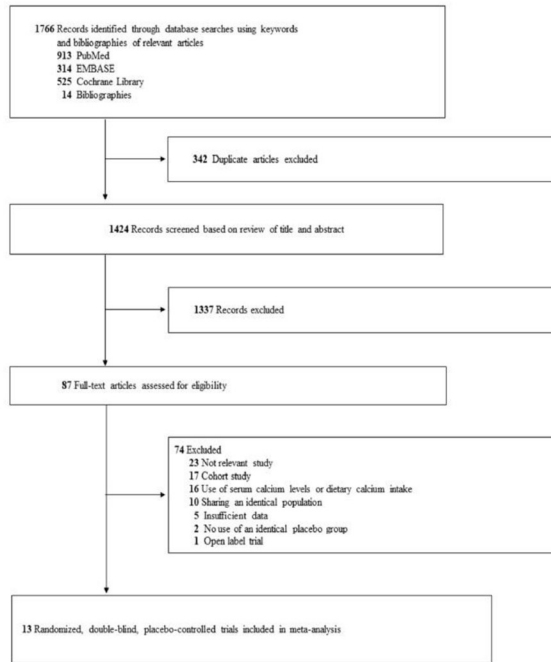 1766 Records identified through database searches using keywords
and bibliographies of relevant articles
913 PubMed
314 EMBASE
525 Cochrane Library
14 Bibliographies
342 Duplicate articles excluded
1424 Records screened based on review of title and abstract
1337 Records excluded
87 Full-text articles assessed for eligibility
74 Excluded
23 Not relevant study
17 Cohort study
16 Use of serum calcium levels or dietary calcium intake
10 Sharing an identical population
5 Insufficient data
2 No use of an identical placebo group
1 Open label trial
13 Randomized, double-blind, placebo-controlled trials included in meta-analysis